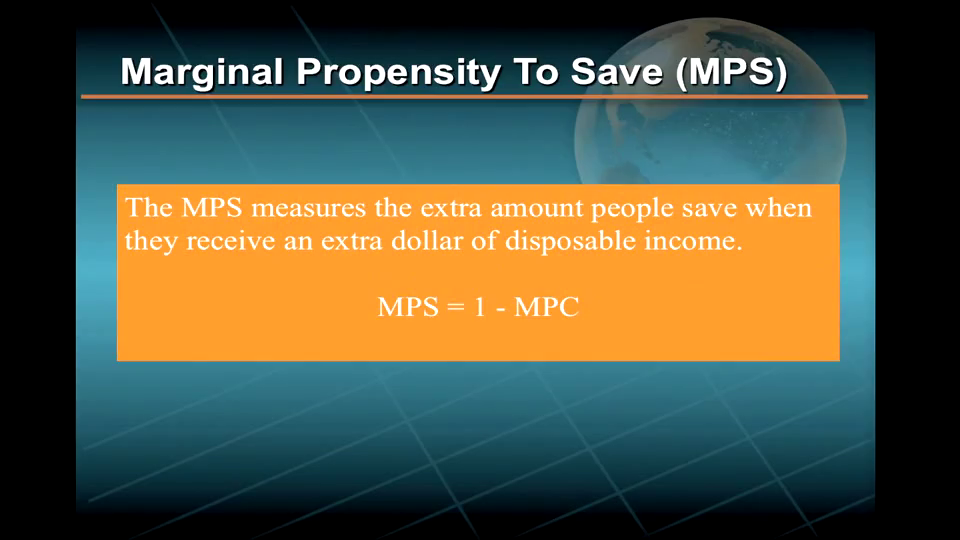 Marginal Propensity To Save (MPS)
The MPS measures the extra amount people save when
they receive an extra dollar of disposable income.
MPS = 1 - MPC